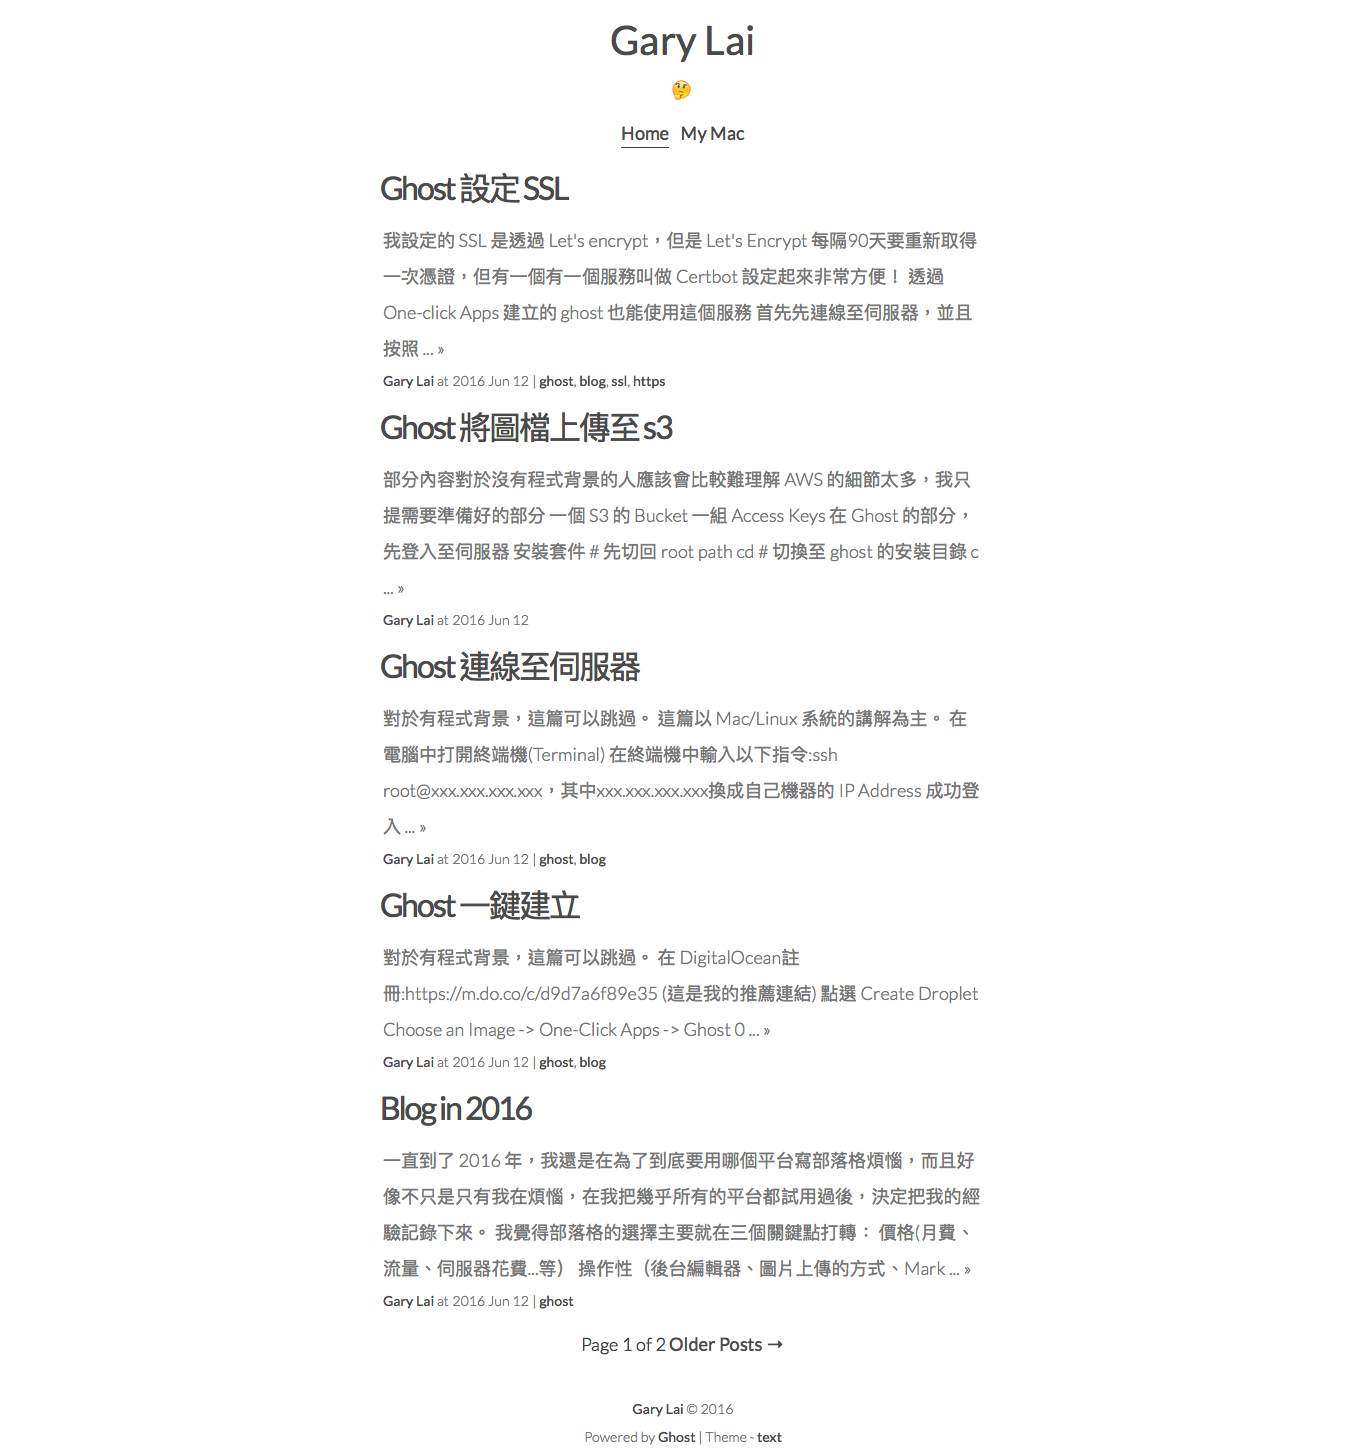 Gary Lai
🤔
Home My Mac
Ghost 設定 SSL
我設定的 SSL 是透過 Let's encrypt，但是 Let's Encrypt 每隔90天要重新取得
一次憑證，但有一個有一個服務叫做 Certbot 設定起來非常方便！ 透過
One-click Apps 建立的 ghost 也能使用這個服務 首先先連線至伺服器，並且
按照 ... »
Gary Lai at 2016 Jun 12 | ghost, blog, ssl, https
Ghost 將圖檔上傳至 s3
部分內容對於沒有程式背景的人應該會比較難理解 AWS 的細節太多，我只
提需要準備好的部分 一個 S3 的 Bucket 一組 Access Keys 在 Ghost 的部分，
先登入至伺服器 安裝套件 # 先切回 root path cd # 切換至 ghost 的安裝目錄 c
... »
Gary Lai at 2016 Jun 12
Ghost 連線至伺服器
對於有程式背景，這篇可以跳過。 這篇以 Mac/Linux 系統的講解為主。 在
電腦中打開終端機(Terminal) 在終端機中輸入以下指令:ssh
root@xxx.xxx.xxx.xxx，其中xxx.xxx.xxx.xxx換成自己機器的 IP Address 成功登
入 ... »
Gary Lai at 2016 Jun 12 | ghost, blog
Ghost 一鍵建立
對於有程式背景，這篇可以跳過。 在 DigitalOcean註
冊:https://m.do.co/c/d9d7a6f89e35 (這是我的推薦連結) 點選 Create Droplet
Choose an Image -> One-Click Apps -> Ghost 0 ... »
Gary Lai at 2016 Jun 12 | ghost, blog
Blog in 2016
一直到了 2016 年，我還是在為了到底要用哪個平台寫部落格煩惱，而且好
像不只是只有我在煩惱，在我把幾乎所有的平台都試用過後，決定把我的經
驗記錄下來。 我覺得部落格的選擇主要就在三個關鍵點打轉： 價格(月費、
流量、伺服器花費...等） 操作性（後台編輯器、圖片上傳的方式、Mark ... »
Gary Lai at 2016 Jun 12 | ghost
Page 1 of 2 Older Posts →
Gary Lai © 2016
Powered by Ghost | Theme - text